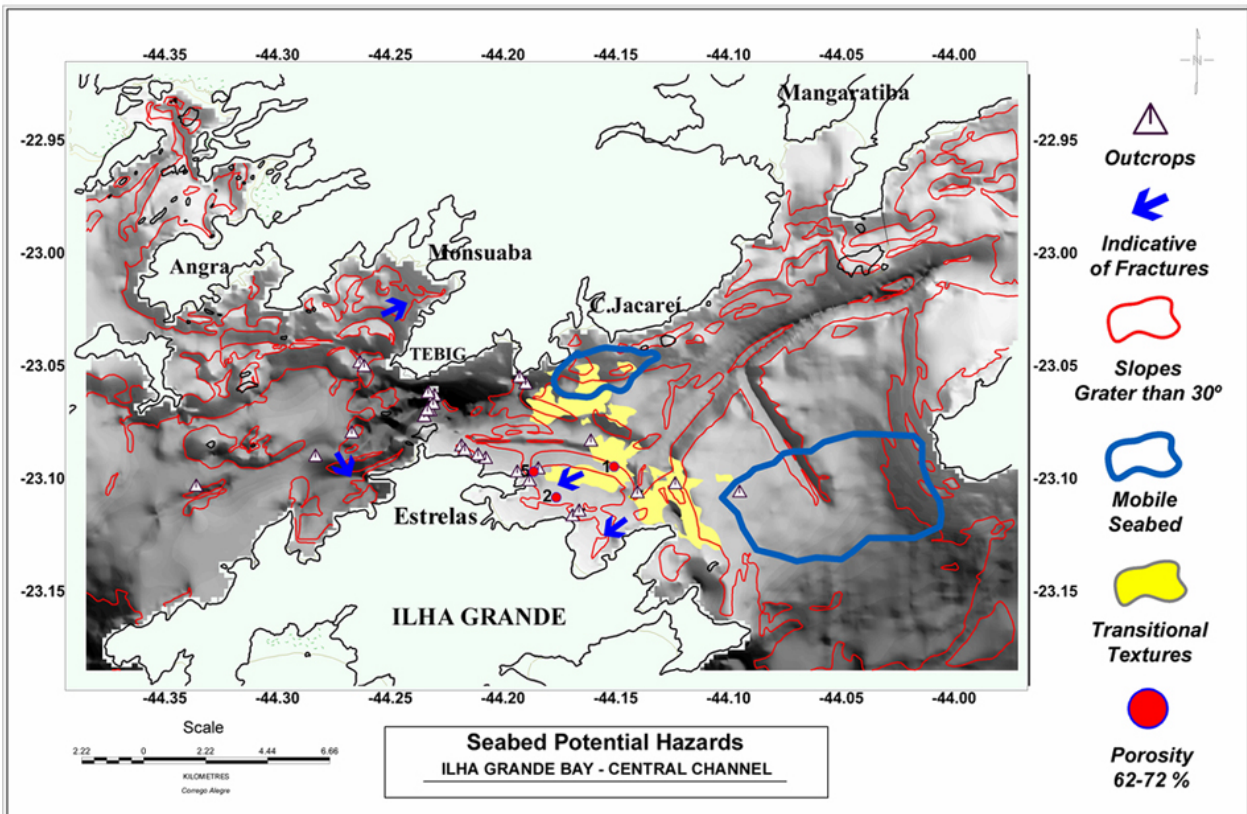 -44.35 -44.30 -44.25 -44.20 -44.15 -44.10 -44.05 -44.00
N
Mangaratiba
-22.95 -22.95
Outcrops
Monsuaba
-23.00 -23.00
Angra
Indicative
of Fractures
C.Jacareí
TEBIG
-23.05 -23.05
Slopes
Grater than 30º
?
5 1
-23.10 -23.10
2
Mobile
Seabed
Estrelas
-23.15 -23.15
ILHA GRANDE
Transitional
Textures
-44.35 -44.30 -44.25 -44.20 -44.15 -44.10 -44.05 -44.00
Scale
2.22 0 2.22 4.44 6.66
KILOMETRES
Corrego Alegre
Seabed Potential Hazards
ILHA GRANDE BAY - CENTRAL CHANNEL
Porosity
62-72 %